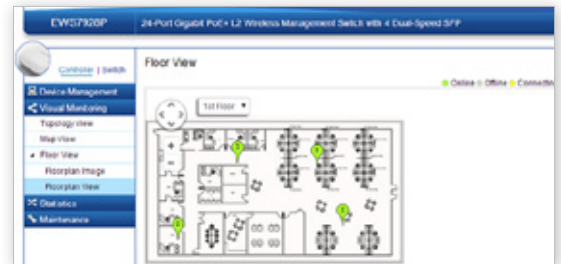 EWS7928P
24-Port Gigabit PoE+ L2 Wireless Management Switch with 4 Dual-Speed SFP
Controller | Switch
Floor View
Online Offline Connecting
Device Management
Visual Monitoring
1st Floor
Topology View
Map View
Floor View
Floorplan Image
Floorplan View
Statistics
Maintenance